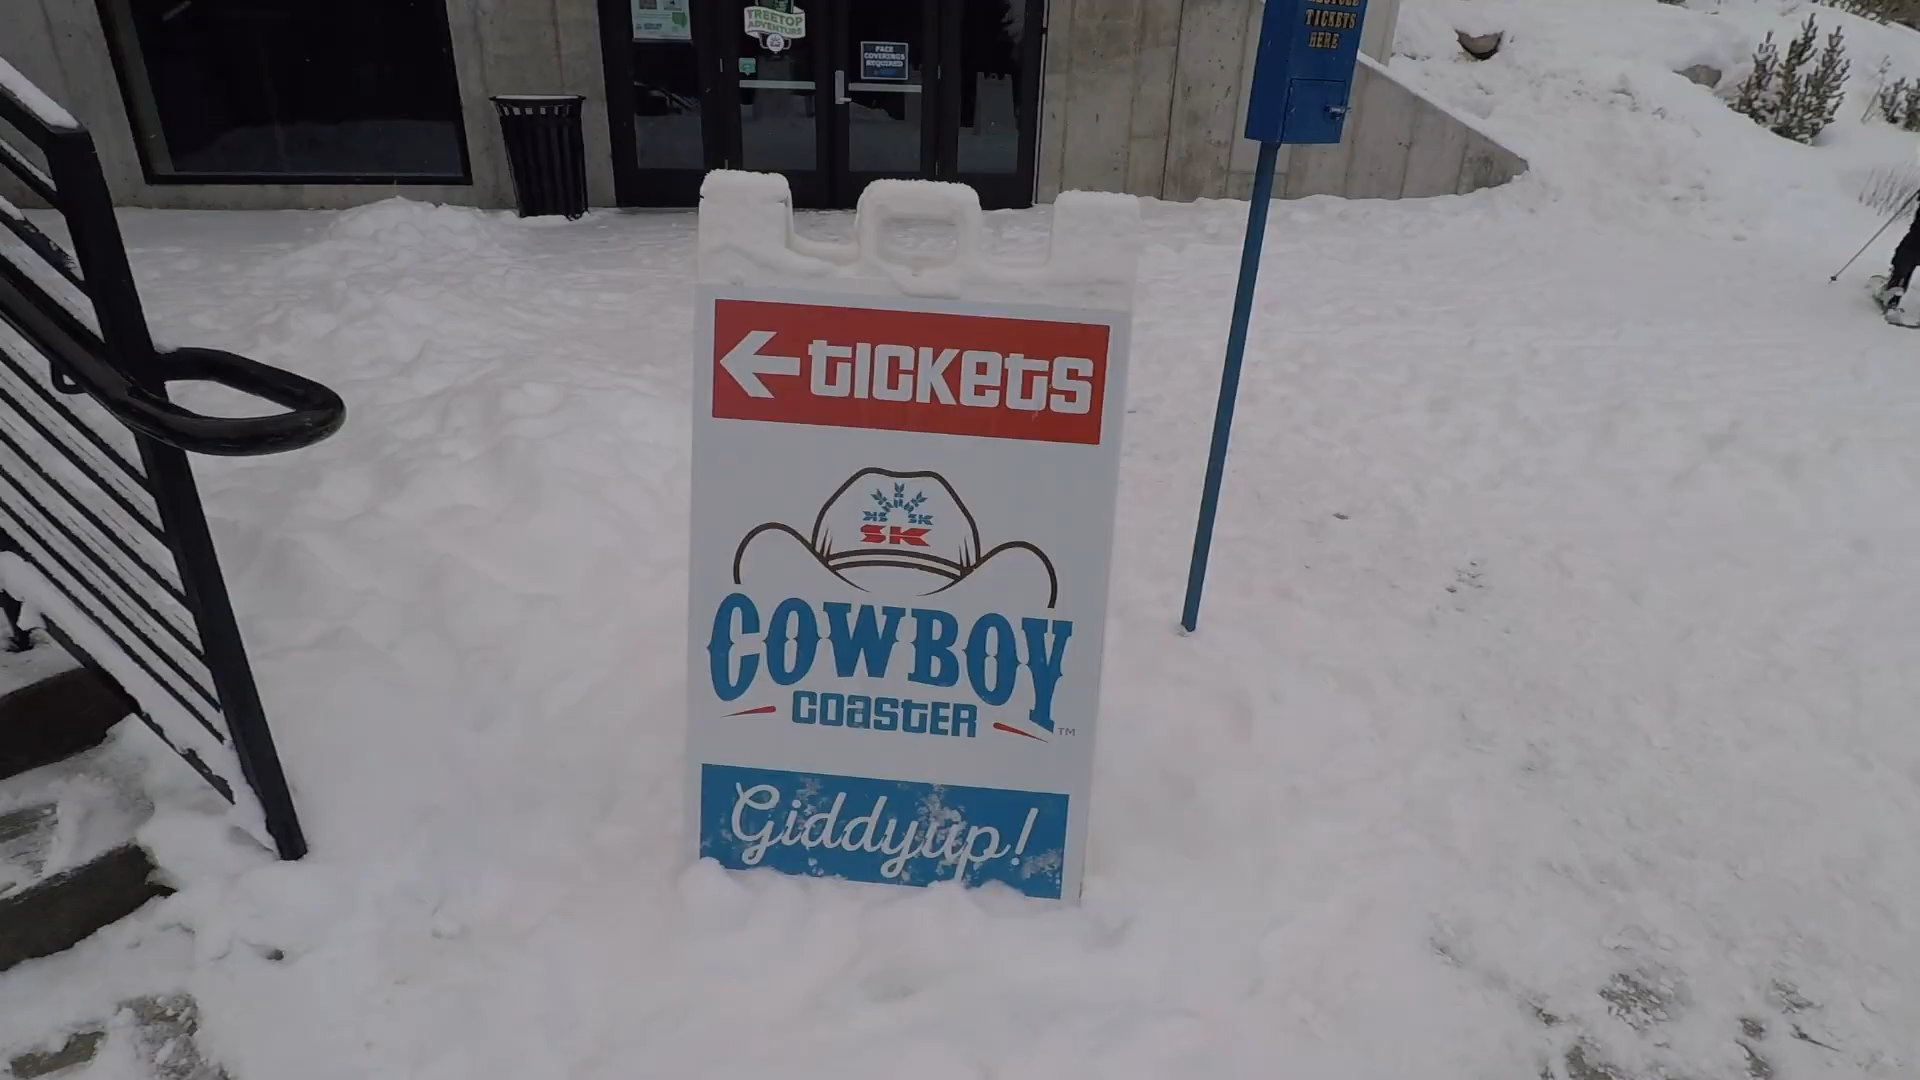 TREETOP
ADVENTURE
FACE
COVERINGS
REQUIRED
TICKETS
HERE
←TICKETS
SK
COWBOY
COASTER
TM
Giddyup!